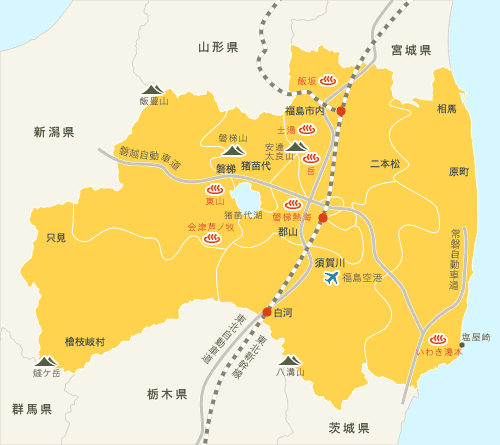 山形県
宮城県
飯坂
飯豊山
福島市内
相馬
新潟県
土湯
磐梯山
安達
太良山
磐越自動車道
猪苗代
岳
二本松
磐梯
原町
東山
猪苗代湖
磐梯熱海
会津芦ノ牧
郡山
只見
常磐自動車道
須賀川
福島空港
白河
塩屋崎
東北新幹線
東北自動車道
檜枝岐村
いわき湯本
燧ケ岳
八溝山
栃木県
群馬県
茨城県